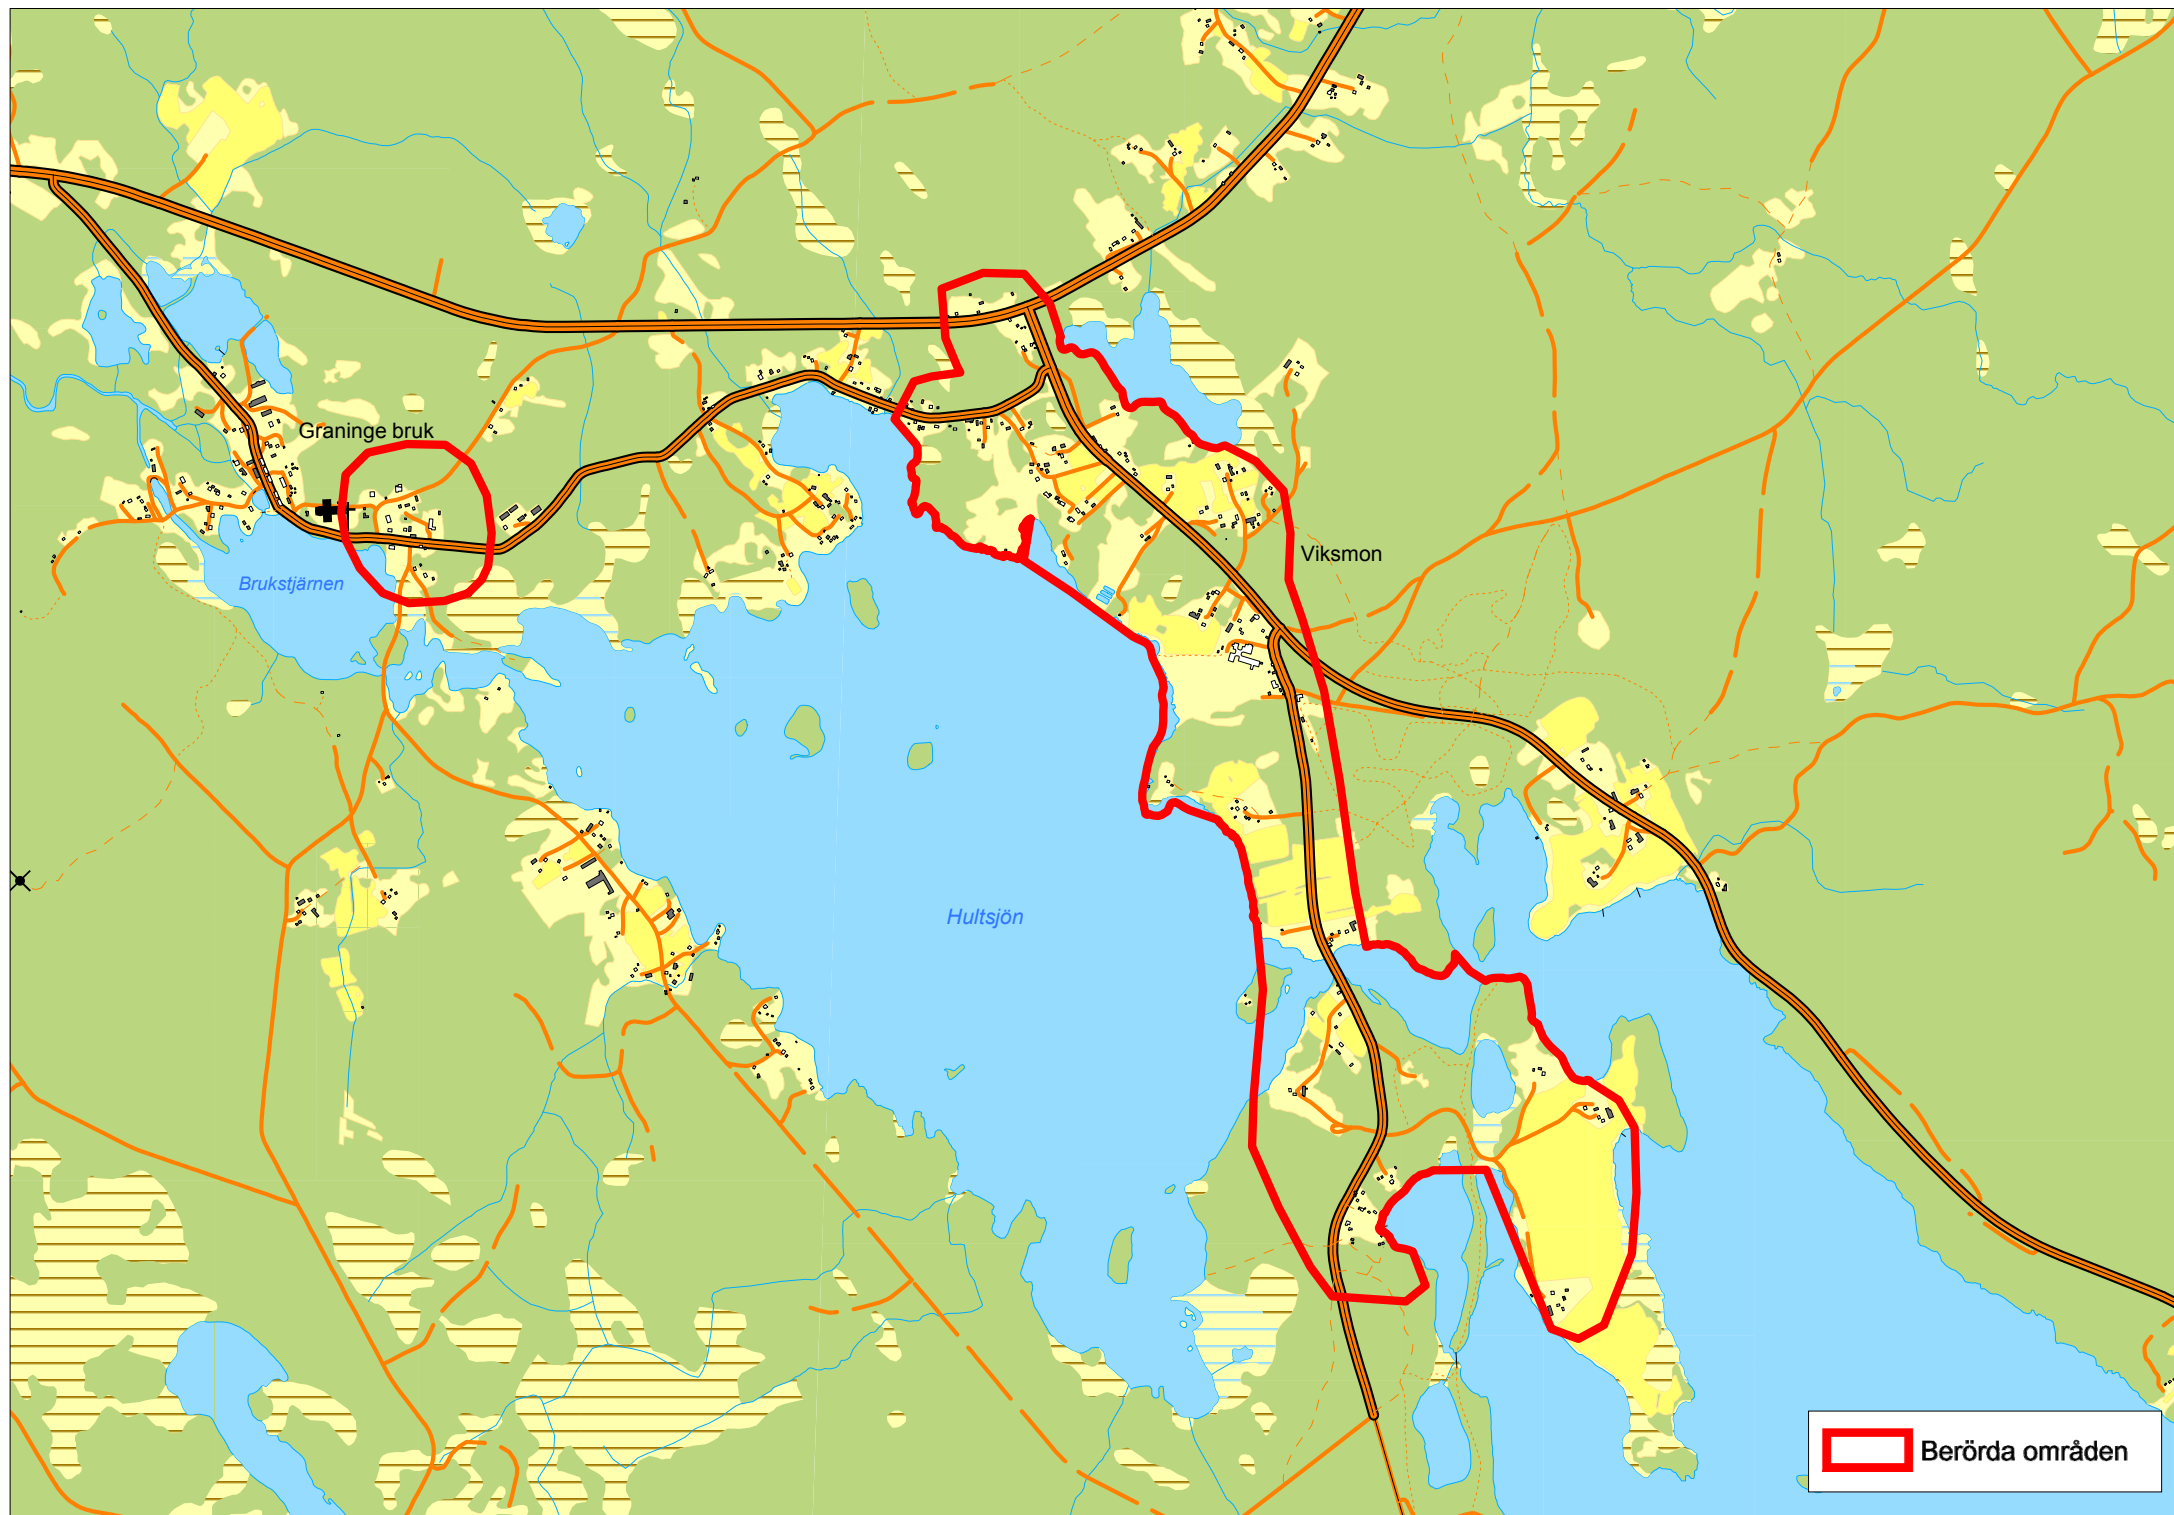 Graninge bruk
Viksmon
Brukstjärnen
Hultsjön
Berörda områden